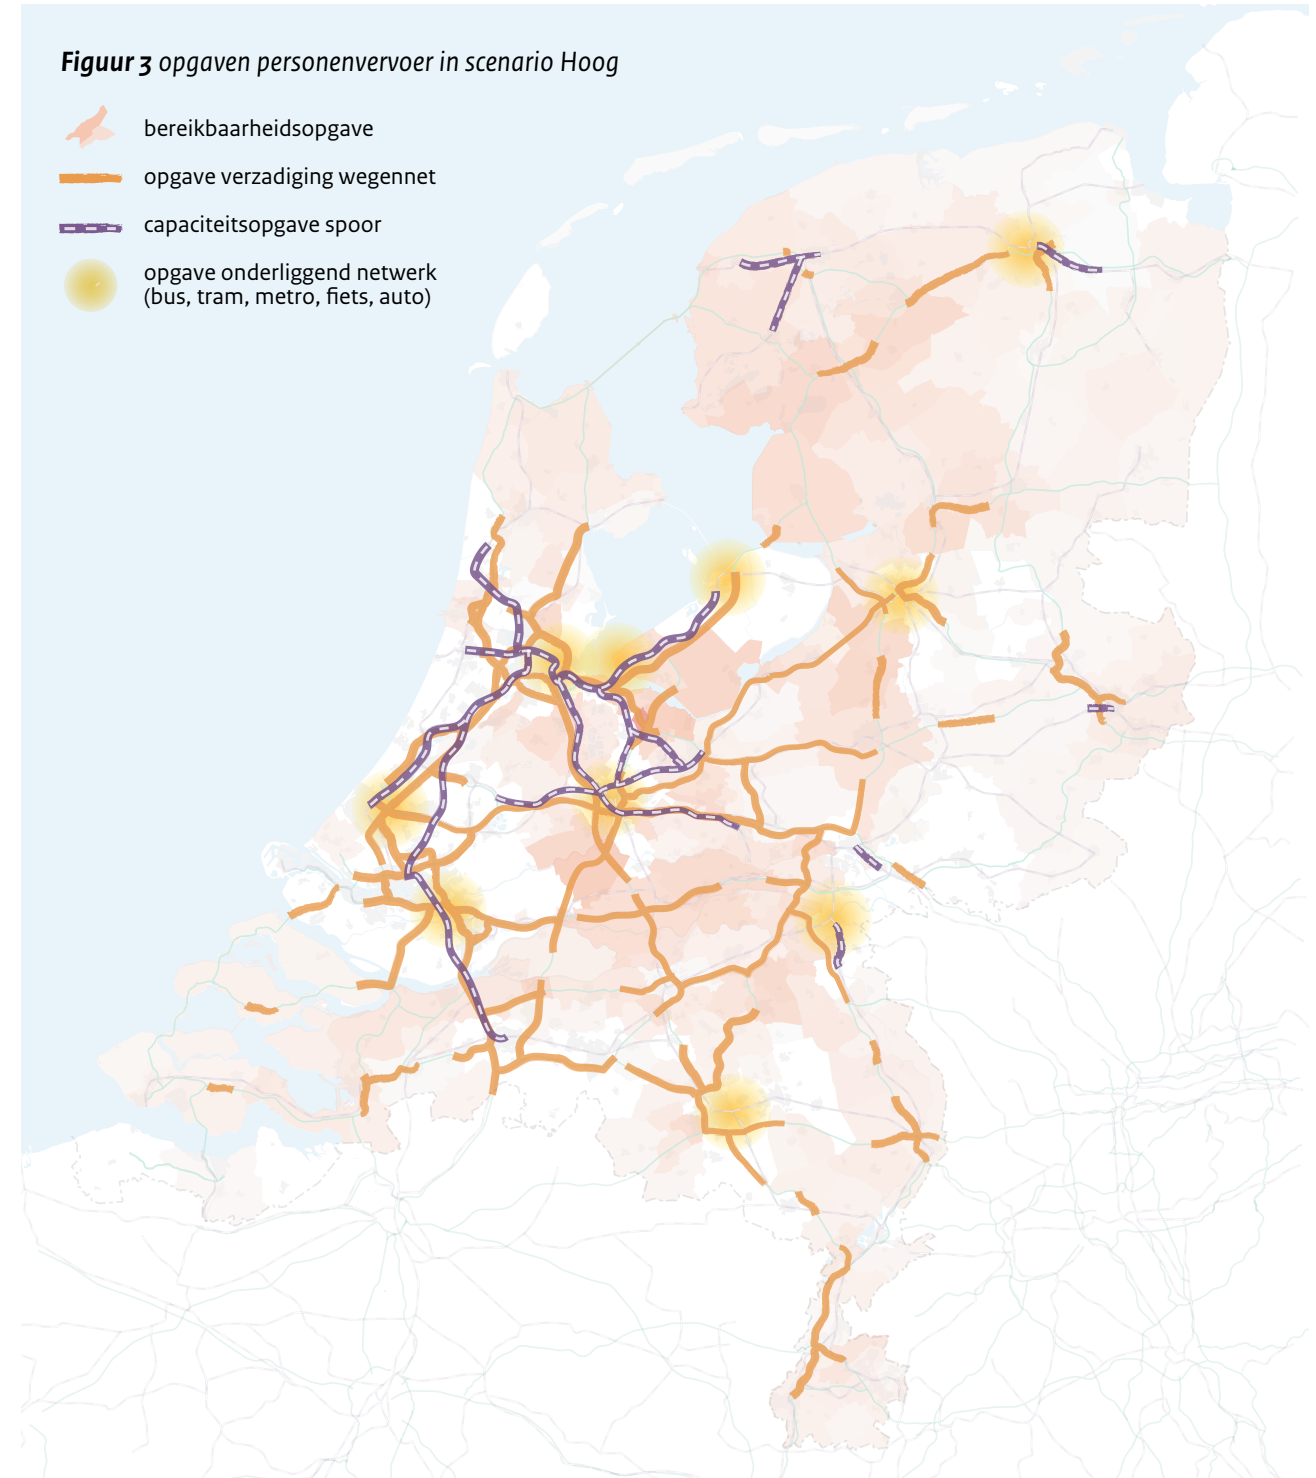 Figuur 3 opgaven personenvervoer in scenario Hoog
bereikbaarheidsopgave
opgave verzadiging wegennet
capaciteitsopgave spoor
opgave onderliggend netwerk
(bus, tram, metro, fiets, auto)